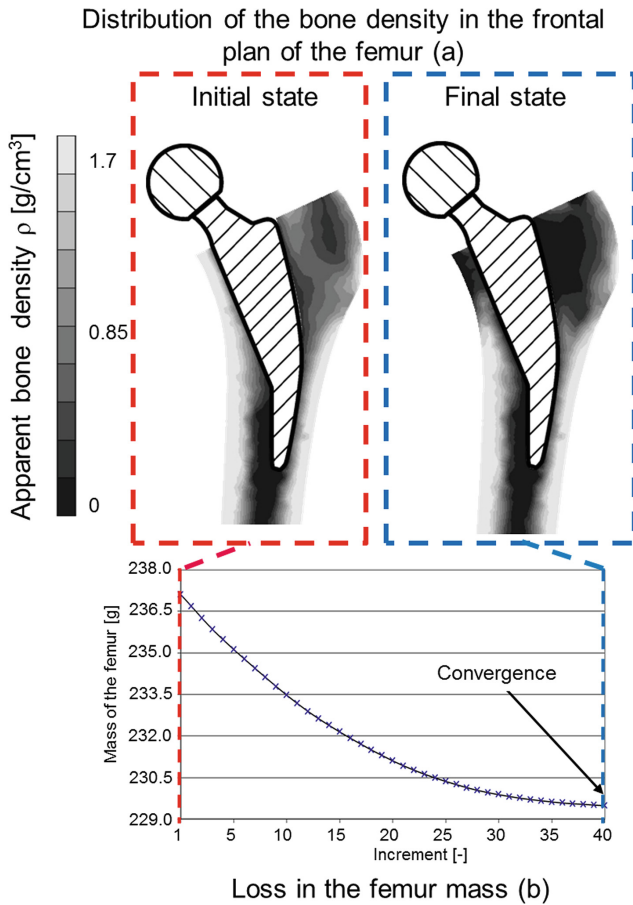 Distribution of the bone density in the frontal
plan of the femur (a)
Initial state
Final state
Apparent bone density ρ [g/cm³]
1.7
0.85
0
Mass of the femur [g]
238.0
236.5
235.0
233.5
232.0
230.5
229.0
Convergence
1 5 10 15 20 25 30 35 40
Increment [-]
Loss in the femur mass (b)